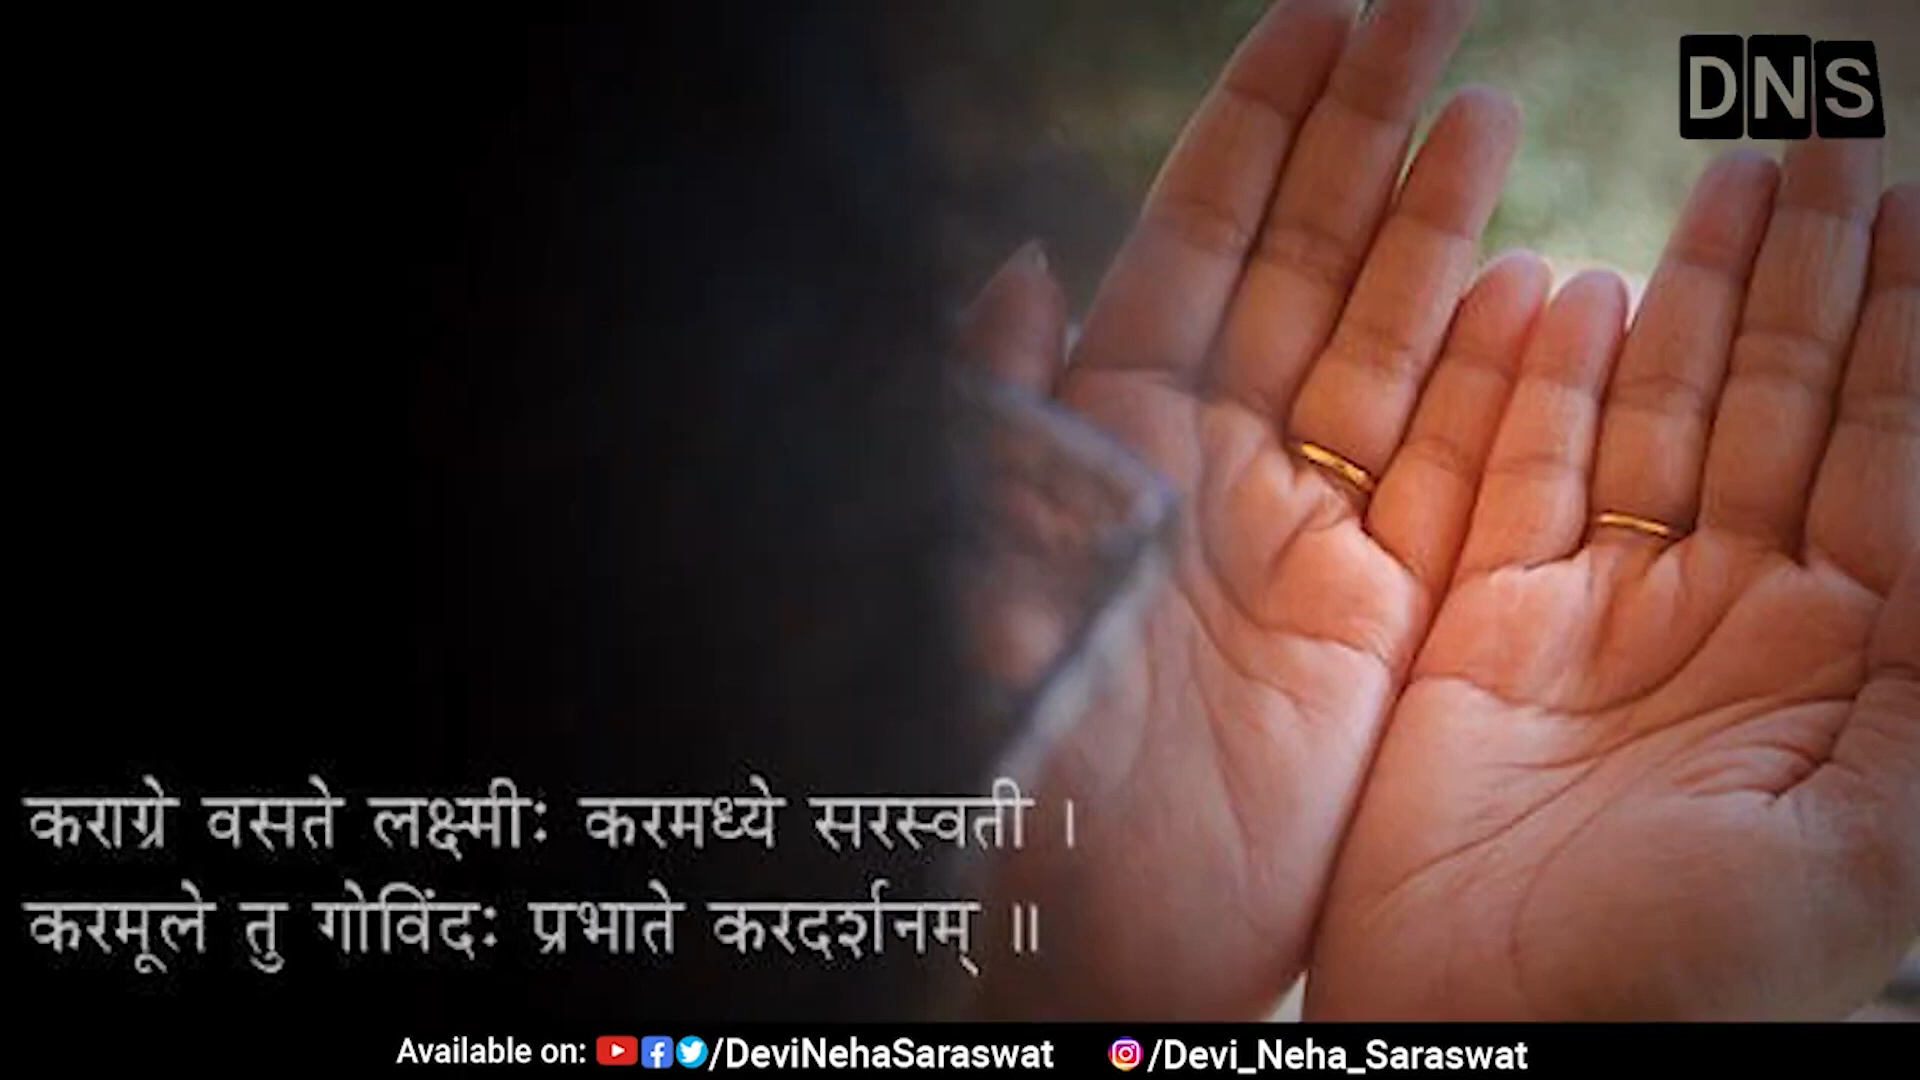 DNS
कराग्रे वसते लक्ष्मीः करमध्ये सरस्वती ।
करमूले तु गोविंदः प्रभाते करदर्शनम् ॥
Available on: /DeviNehaSaraswat /Devi_Neha_Saraswat